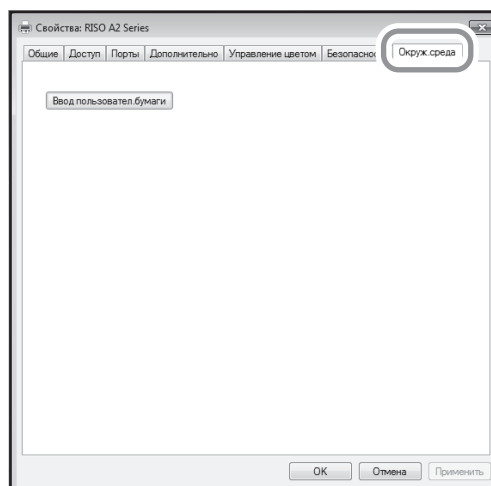 Свойства: RISO A2 Series
Общие Доступ Порты Дополнительно Управление цветом Окруж.среда
Ввод пользовател.бумаги
OK Отмена Применить